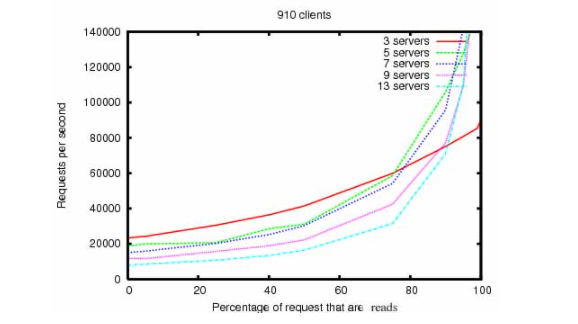 910 clients
140000
120000
100000
80000
60000
40000
20000
0
Requests per second
3 servers
5 servers
7 servers
9 servers
13 servers
0 20 40 60 80 100
Percentage of request that are reads